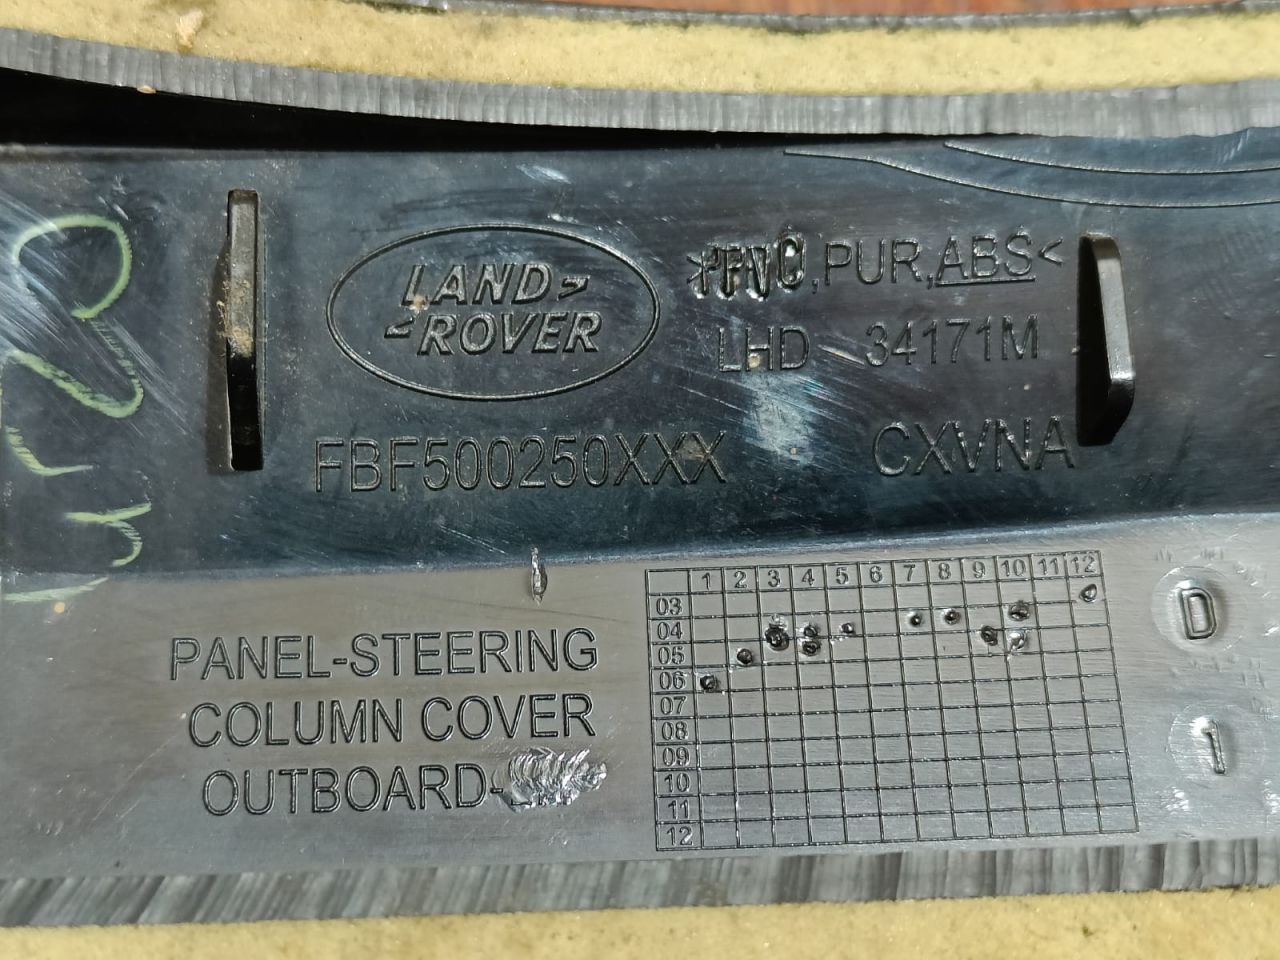 LAND-
-ROVER
,PUR,ABS<
LHD 34171M
FBF500250XXX
CXVNA
PANEL-STEERING
COLUMN COVER
OUTBOARD-
1 2 3 4 5 6 7 8 9 10 11 12
03
04
05
06
07
08
09
10
11
12
D
1